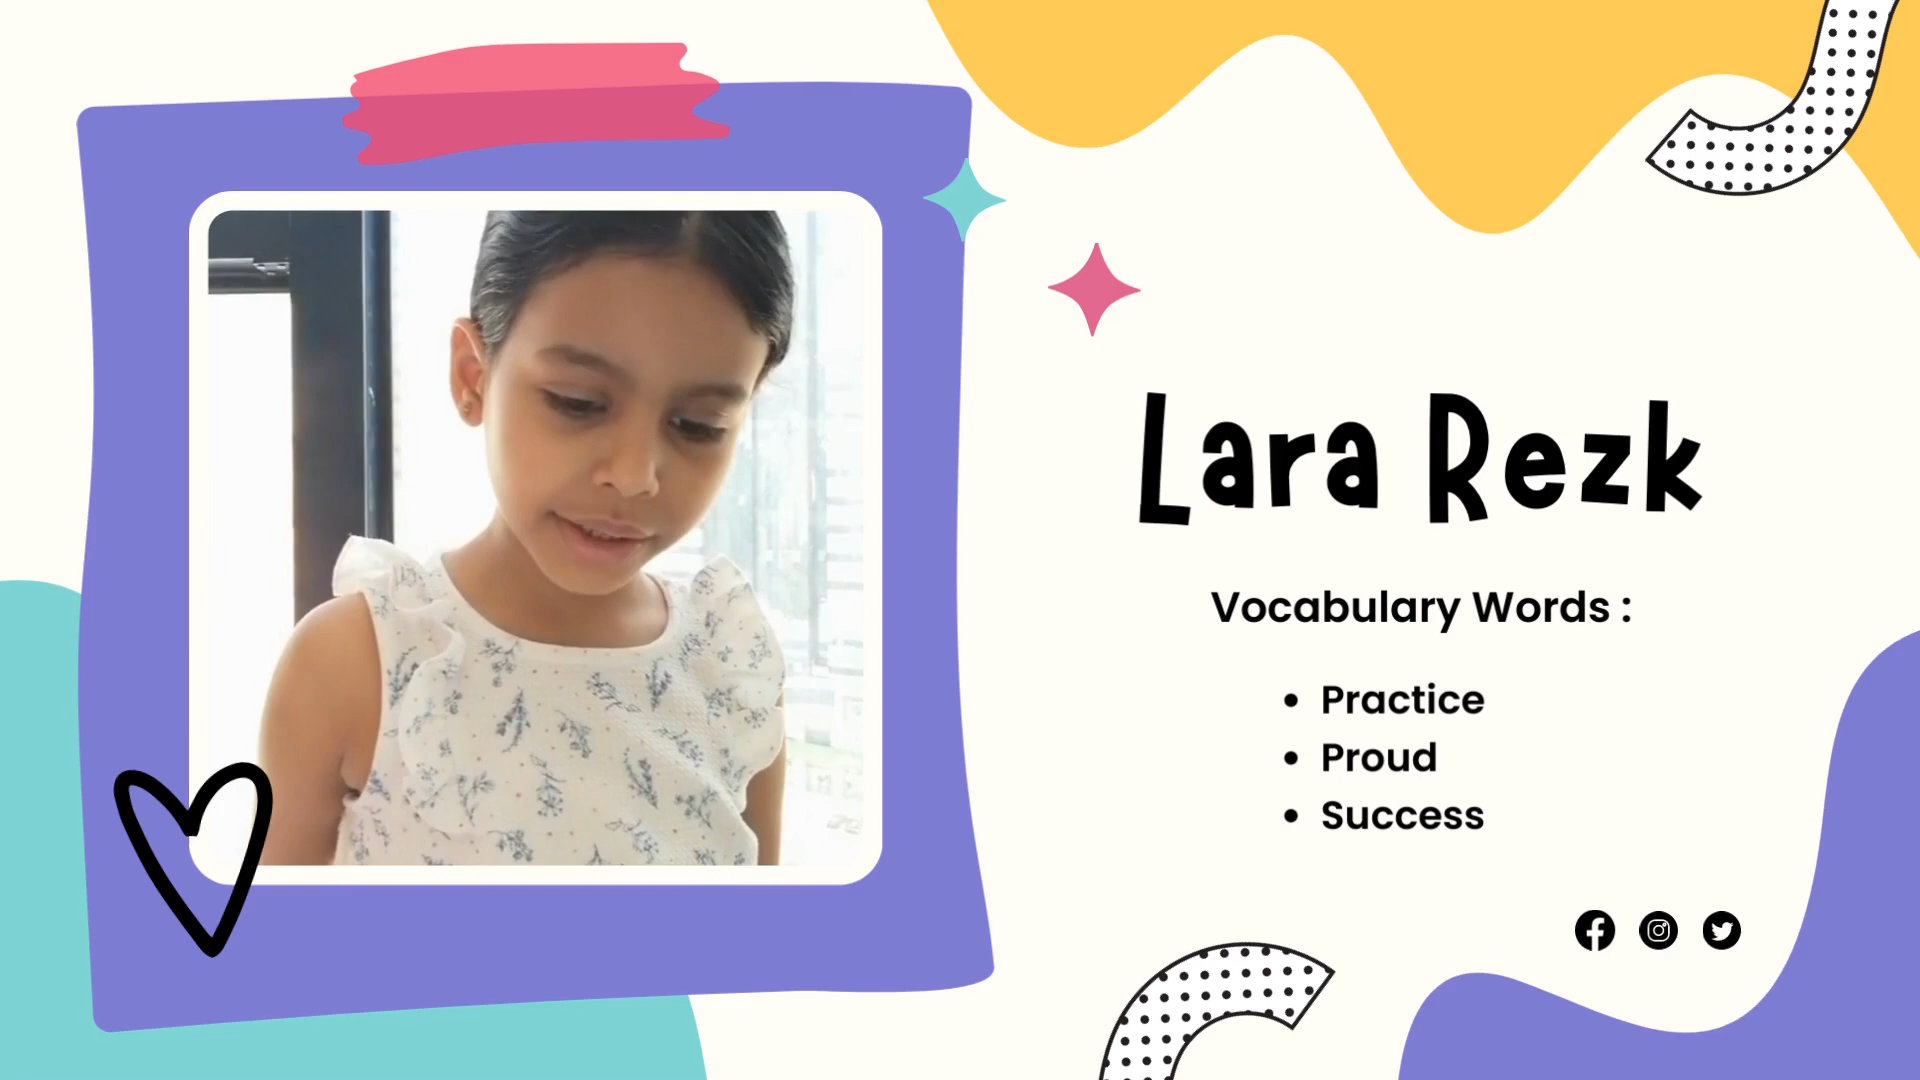 Lara Rezk
Vocabulary Words :
• Practice
• Proud
• Success